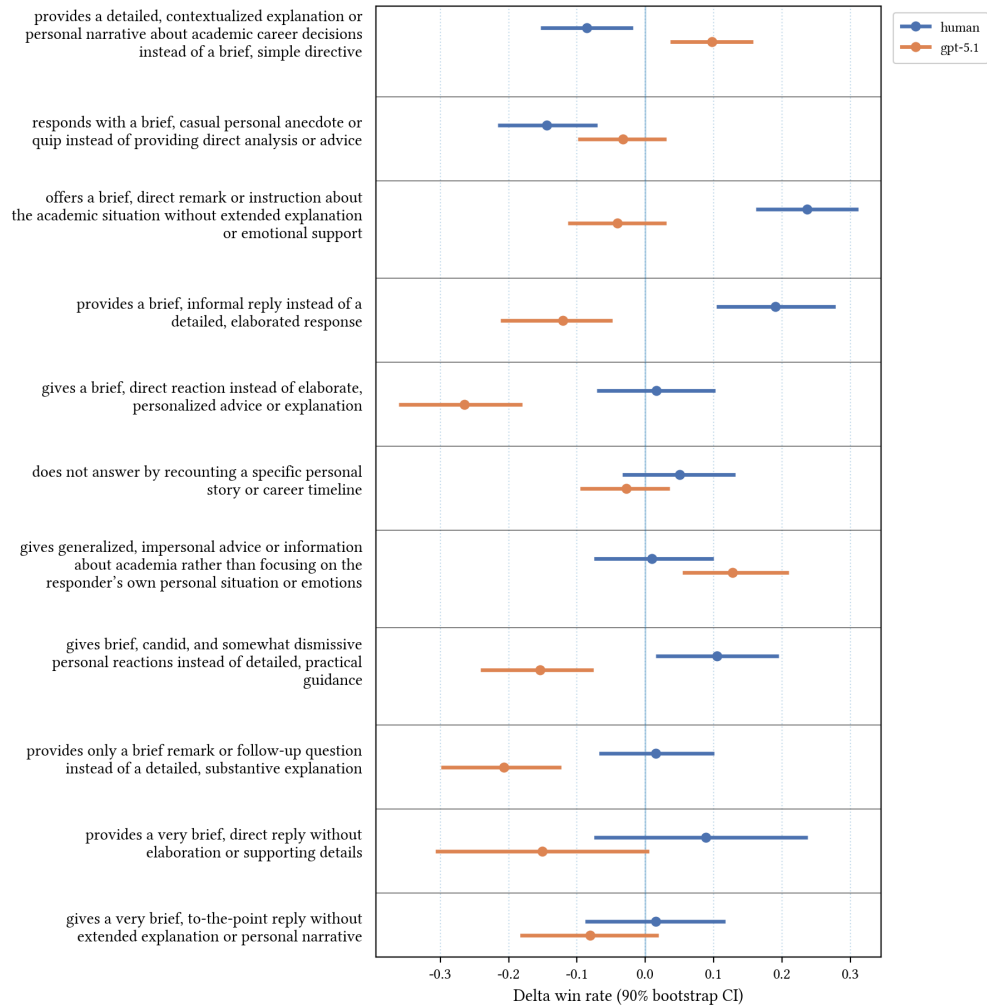 provides a detailed, contextualized explanation or
personal narrative about academic career decisions
instead of a brief, simple directive
human
gpt-5.1
responds with a brief, casual personal anecdote or
quip instead of providing direct analysis or advice
offers a brief, direct remark or instruction about
the academic situation without extended explanation
or emotional support
provides a brief, informal reply instead of a
detailed, elaborated response
gives a brief, direct reaction instead of elaborate,
personalized advice or explanation
does not answer by recounting a specific personal
story or career timeline
gives generalized, impersonal advice or information
about academia rather than focusing on the
responder's own personal situation or emotions
gives brief, candid, and somewhat dismissive
personal reactions instead of detailed, practical
guidance
provides only a brief remark or follow-up question
instead of a detailed, substantive explanation
provides a very brief, direct reply without
elaboration or supporting details
gives a very brief, to-the-point reply without
extended explanation or personal narrative
-0.3 -0.2 -0.1 0.0 0.1 0.2 0.3
Delta win rate (90% bootstrap CI)